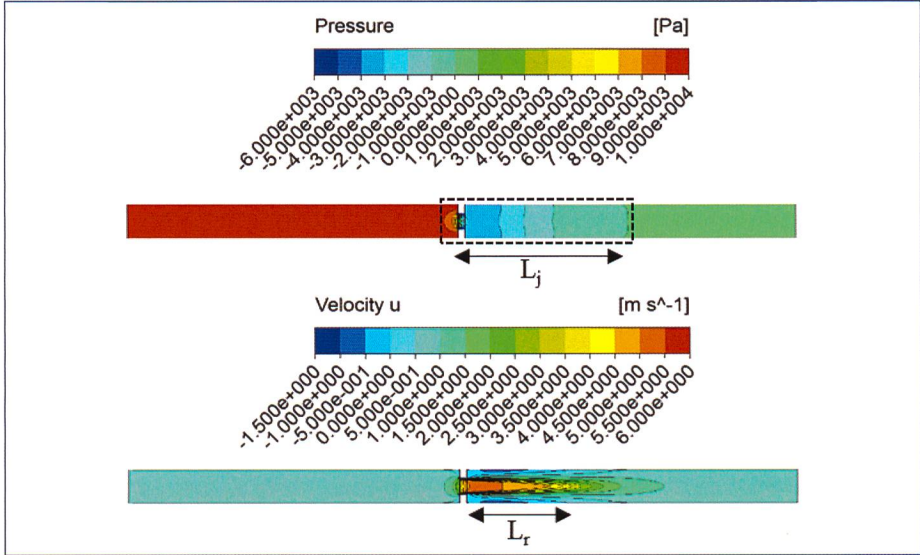 Pressure [Pa]
-6.000e+003
-5.000e+003
-4.000e+003
-3.000e+003
-2.000e+003
-1.000e+003
0.000e+000
1.000e+003
2.000e+003
3.000e+003
4.000e+003
5.000e+003
6.000e+003
7.000e+003
8.000e+003
9.000e+003
1.000e+004
Lj
Velocity u [m s^-1]
-1.500e+000
-1.000e+000
-5.000e-001
0.000e+000
5.000e-001
1.000e+000
1.500e+000
2.000e+000
2.500e+000
3.000e+000
3.500e+000
4.000e+000
4.500e+000
5.000e+000
5.500e+000
6.000e+000
Lr